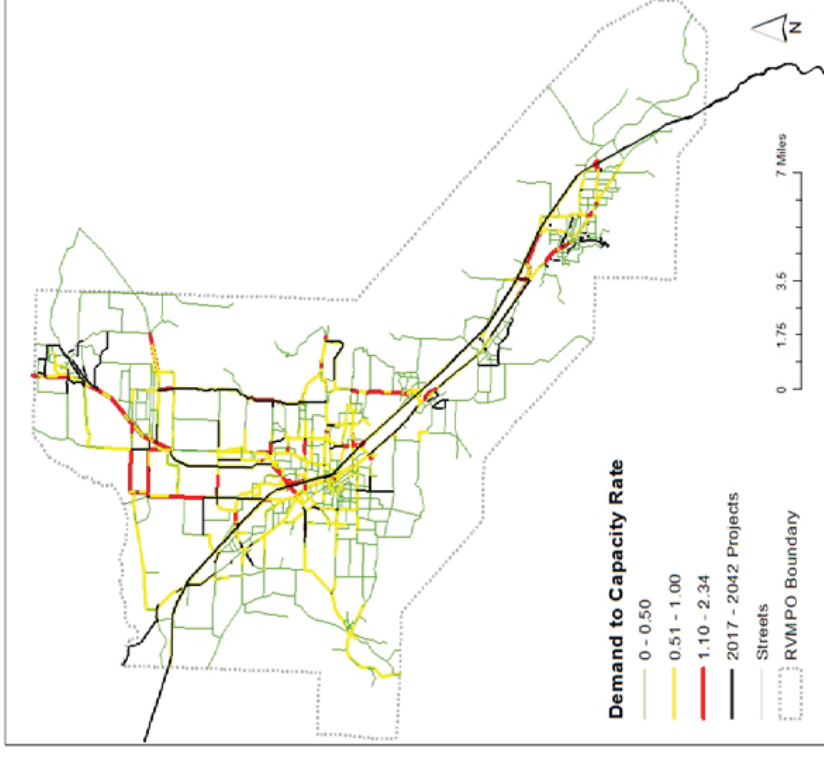 Demand to Capacity Rate
0 - 0.50
0.51 - 1.00
1.10 - 2.34
2017 - 2042 Projects
Streets
RVMPO Boundary
0 1.75 3.5 7 Miles
N